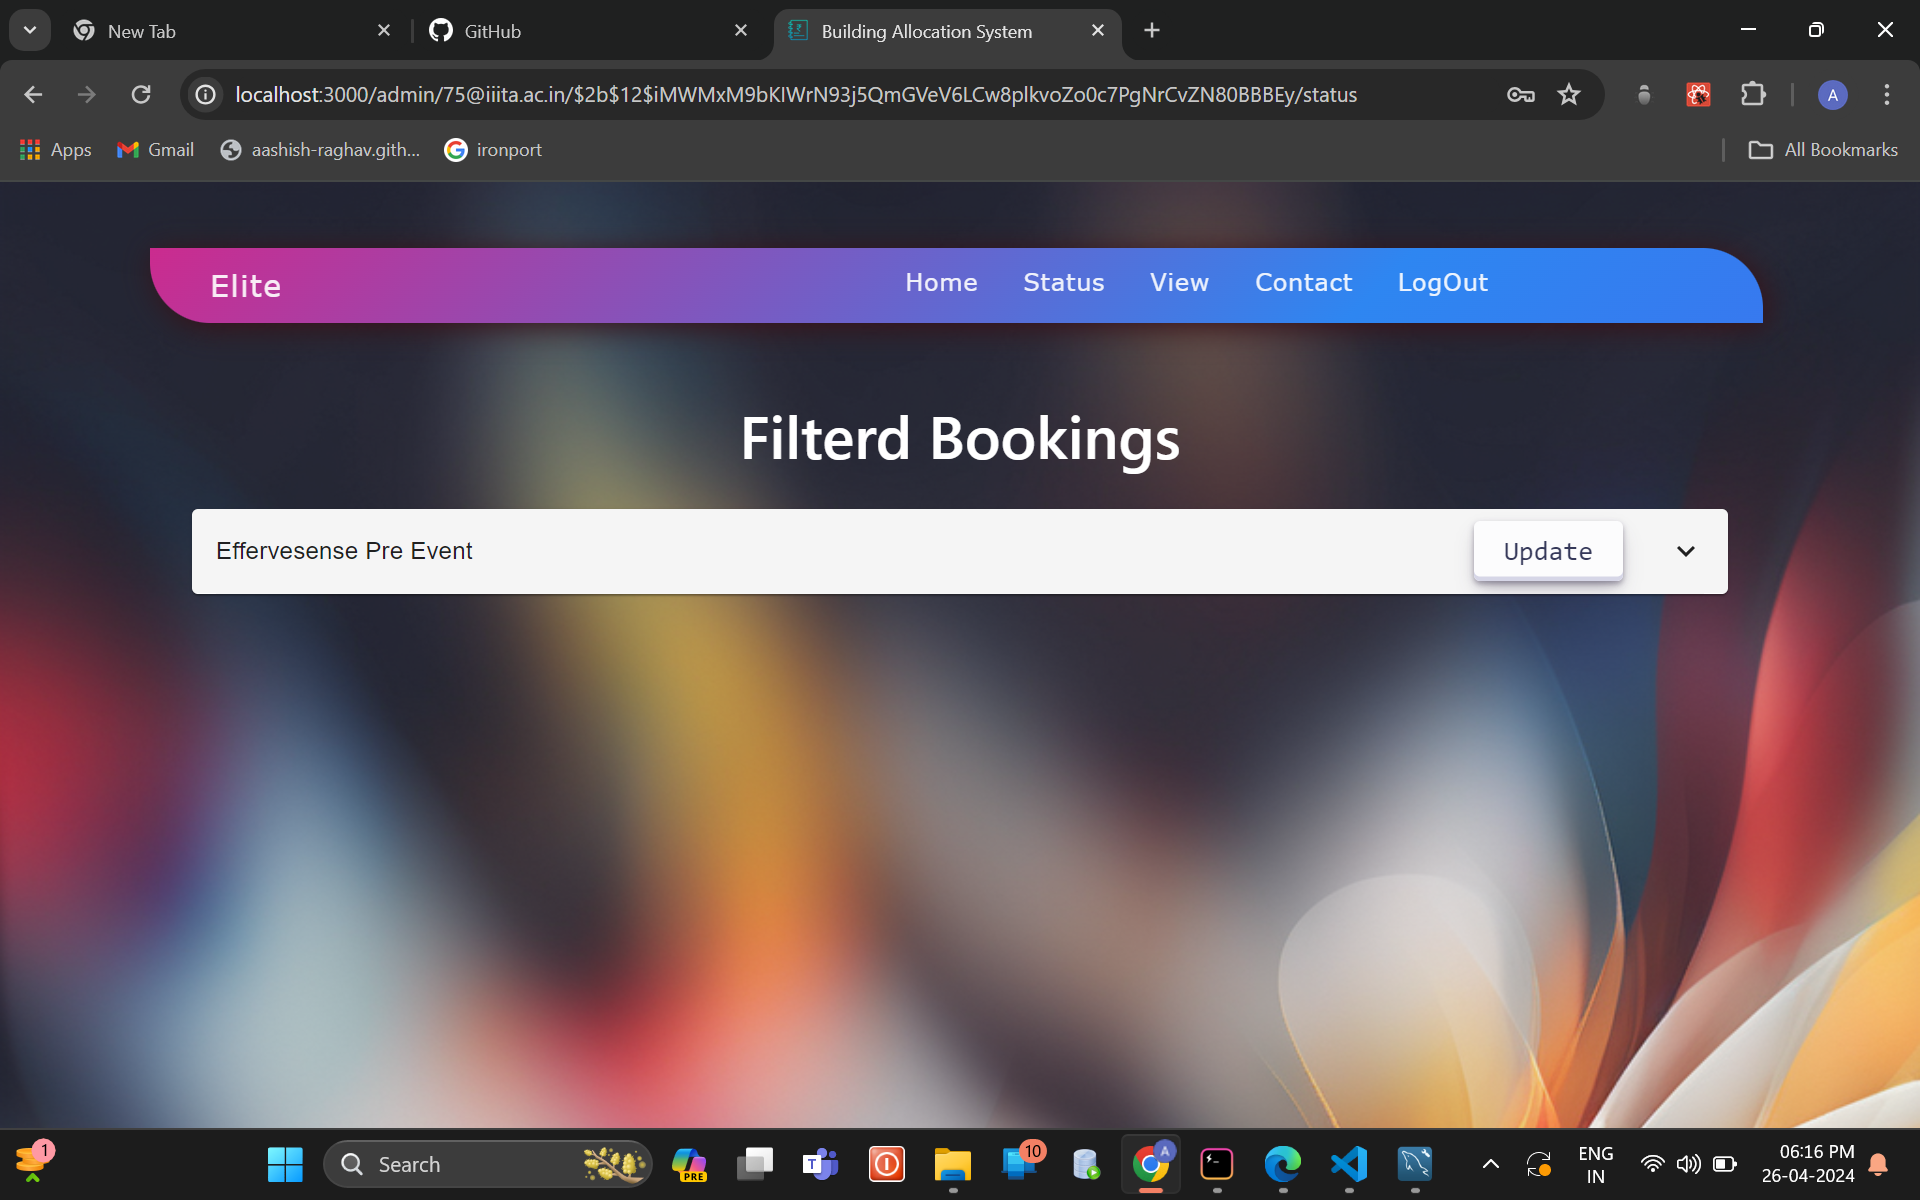 New Tab
GitHub
Building Allocation System
localhost:3000/admin/75@iiita.ac.in/$2b$12$iMWMxM9bKlWrN93j5QmGVeV6LCw8plkvoZo0c7PgNrCvZN80BBBEy/status
A
Apps
Gmail
aashish-raghav.gith...
ironport
All Bookmarks
Elite
Home
Status
View
Contact
LogOut
Filterd Bookings
Effervesense Pre Event
Update
1
Search
PRE
T
10
A
ENG
IN
06:16 PM
26-04-2024